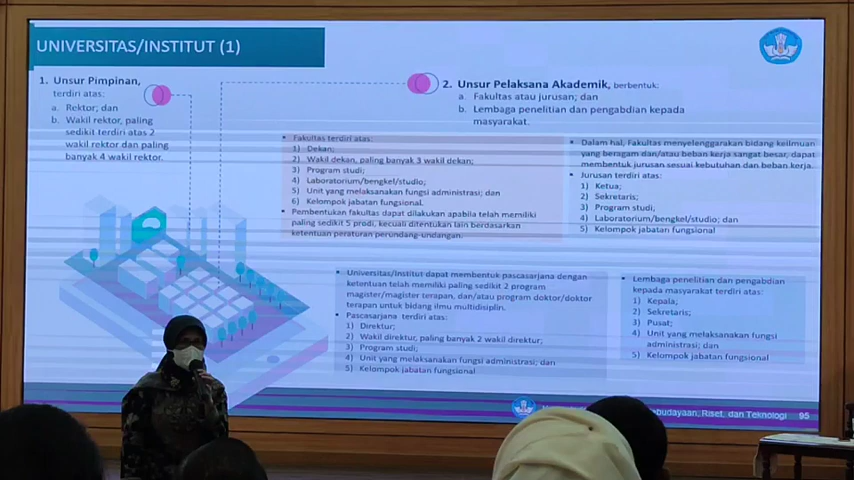 UNIVERSITAS/INSTITUT (1)
1. Unsur Pimpinan,
terdiri atas:
a. Rektor; dan
b. Wakil rektor, paling
sedikit terdiri atas 2
wakil rektor dan paling
banyak 4 wakil rektor.
2. Unsur Pelaksana Akademik, berbentuk:
a. Fakultas atau jurusan; dan
b. Lembaga penelitian dan pengabdian kepada
masyarakat.
• Fakultas terdiri atas:
1) Dekan;
2) Wakil dekan, paling banyak 3 wakil dekan;
3) Program studi;
4) Laboratorium/bengkel/studio;
5) Unit yang melaksanakan fungsi administrasi; dan
6) Kelompok jabatan fungsional.
• Pembentukan fakultas dapat dilakukan apabila telah memiliki
paling sedikit 5 prodi, kecuali ditentukan lain berdasarkan
ketentuan peraturan perundang-undangan.
• Dalam hal, Fakultas menyelenggarakan bidang keilmuan
yang beragam dan/atau beban kerja sangat besar, dapat
membentuk jurusan sesuai kebutuhan dan beban kerja.
• Jurusan terdiri atas:
1) Ketua;
2) Sekretaris;
3) Program studi;
4) Laboratorium/bengkel/studio; dan
5) Kelompok jabatan fungsional
• Universitas/Institut dapat membentuk pascasarjana dengan
ketentuan telah memiliki paling sedikit 2 program
magister/magister terapan, dan/atau program doktor/doktor
terapan untuk bidang ilmu multidisiplin.
• Pascasarjana terdiri atas:
1) Direktur;
2) Wakil direktur, paling banyak 2 wakil direktur;
3) Program studi;
4) Unit yang melaksanakan fungsi administrasi; dan
5) Kelompok jabatan fungsional
• Lembaga penelitian dan pengabdian
kepada masyarakat terdiri atas:
1) Kepala;
2) Sekretaris;
3) Pusat;
4) Unit yang melaksanakan fungsi
administrasi; dan
5) Kelompok jabatan fungsional
ebudayaan, Riset, dan Teknologi 95